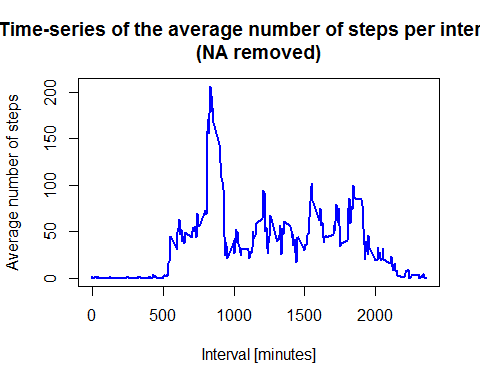 Time-series of the average number of steps per inter
(NA removed)
Average number of steps
200
150
100
50
0
0 500 1000 1500 2000
Interval [minutes]